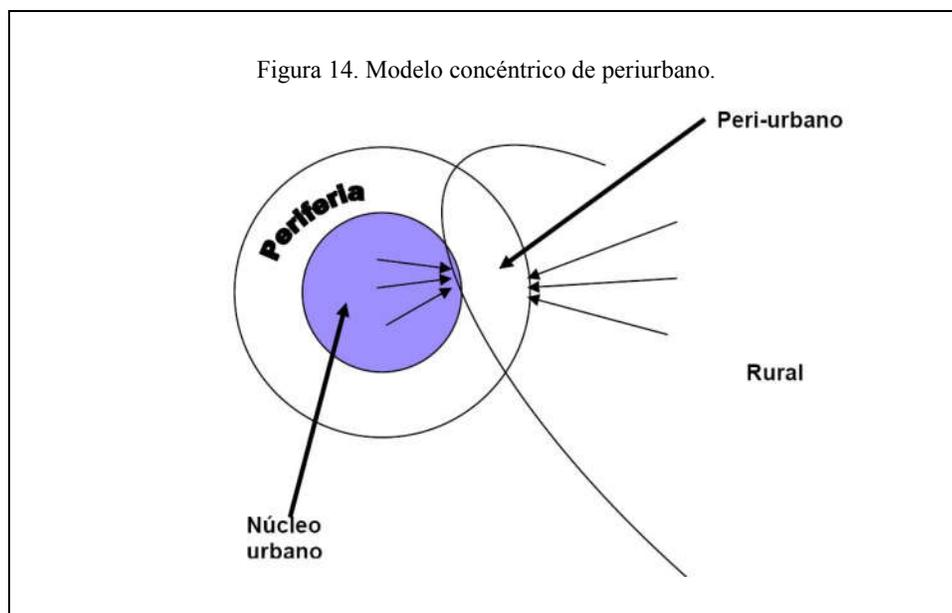 Figura 14. Modelo concéntrico de periurbano.
Peri-urbano
Periferia
Rural
Núcleo
urbano